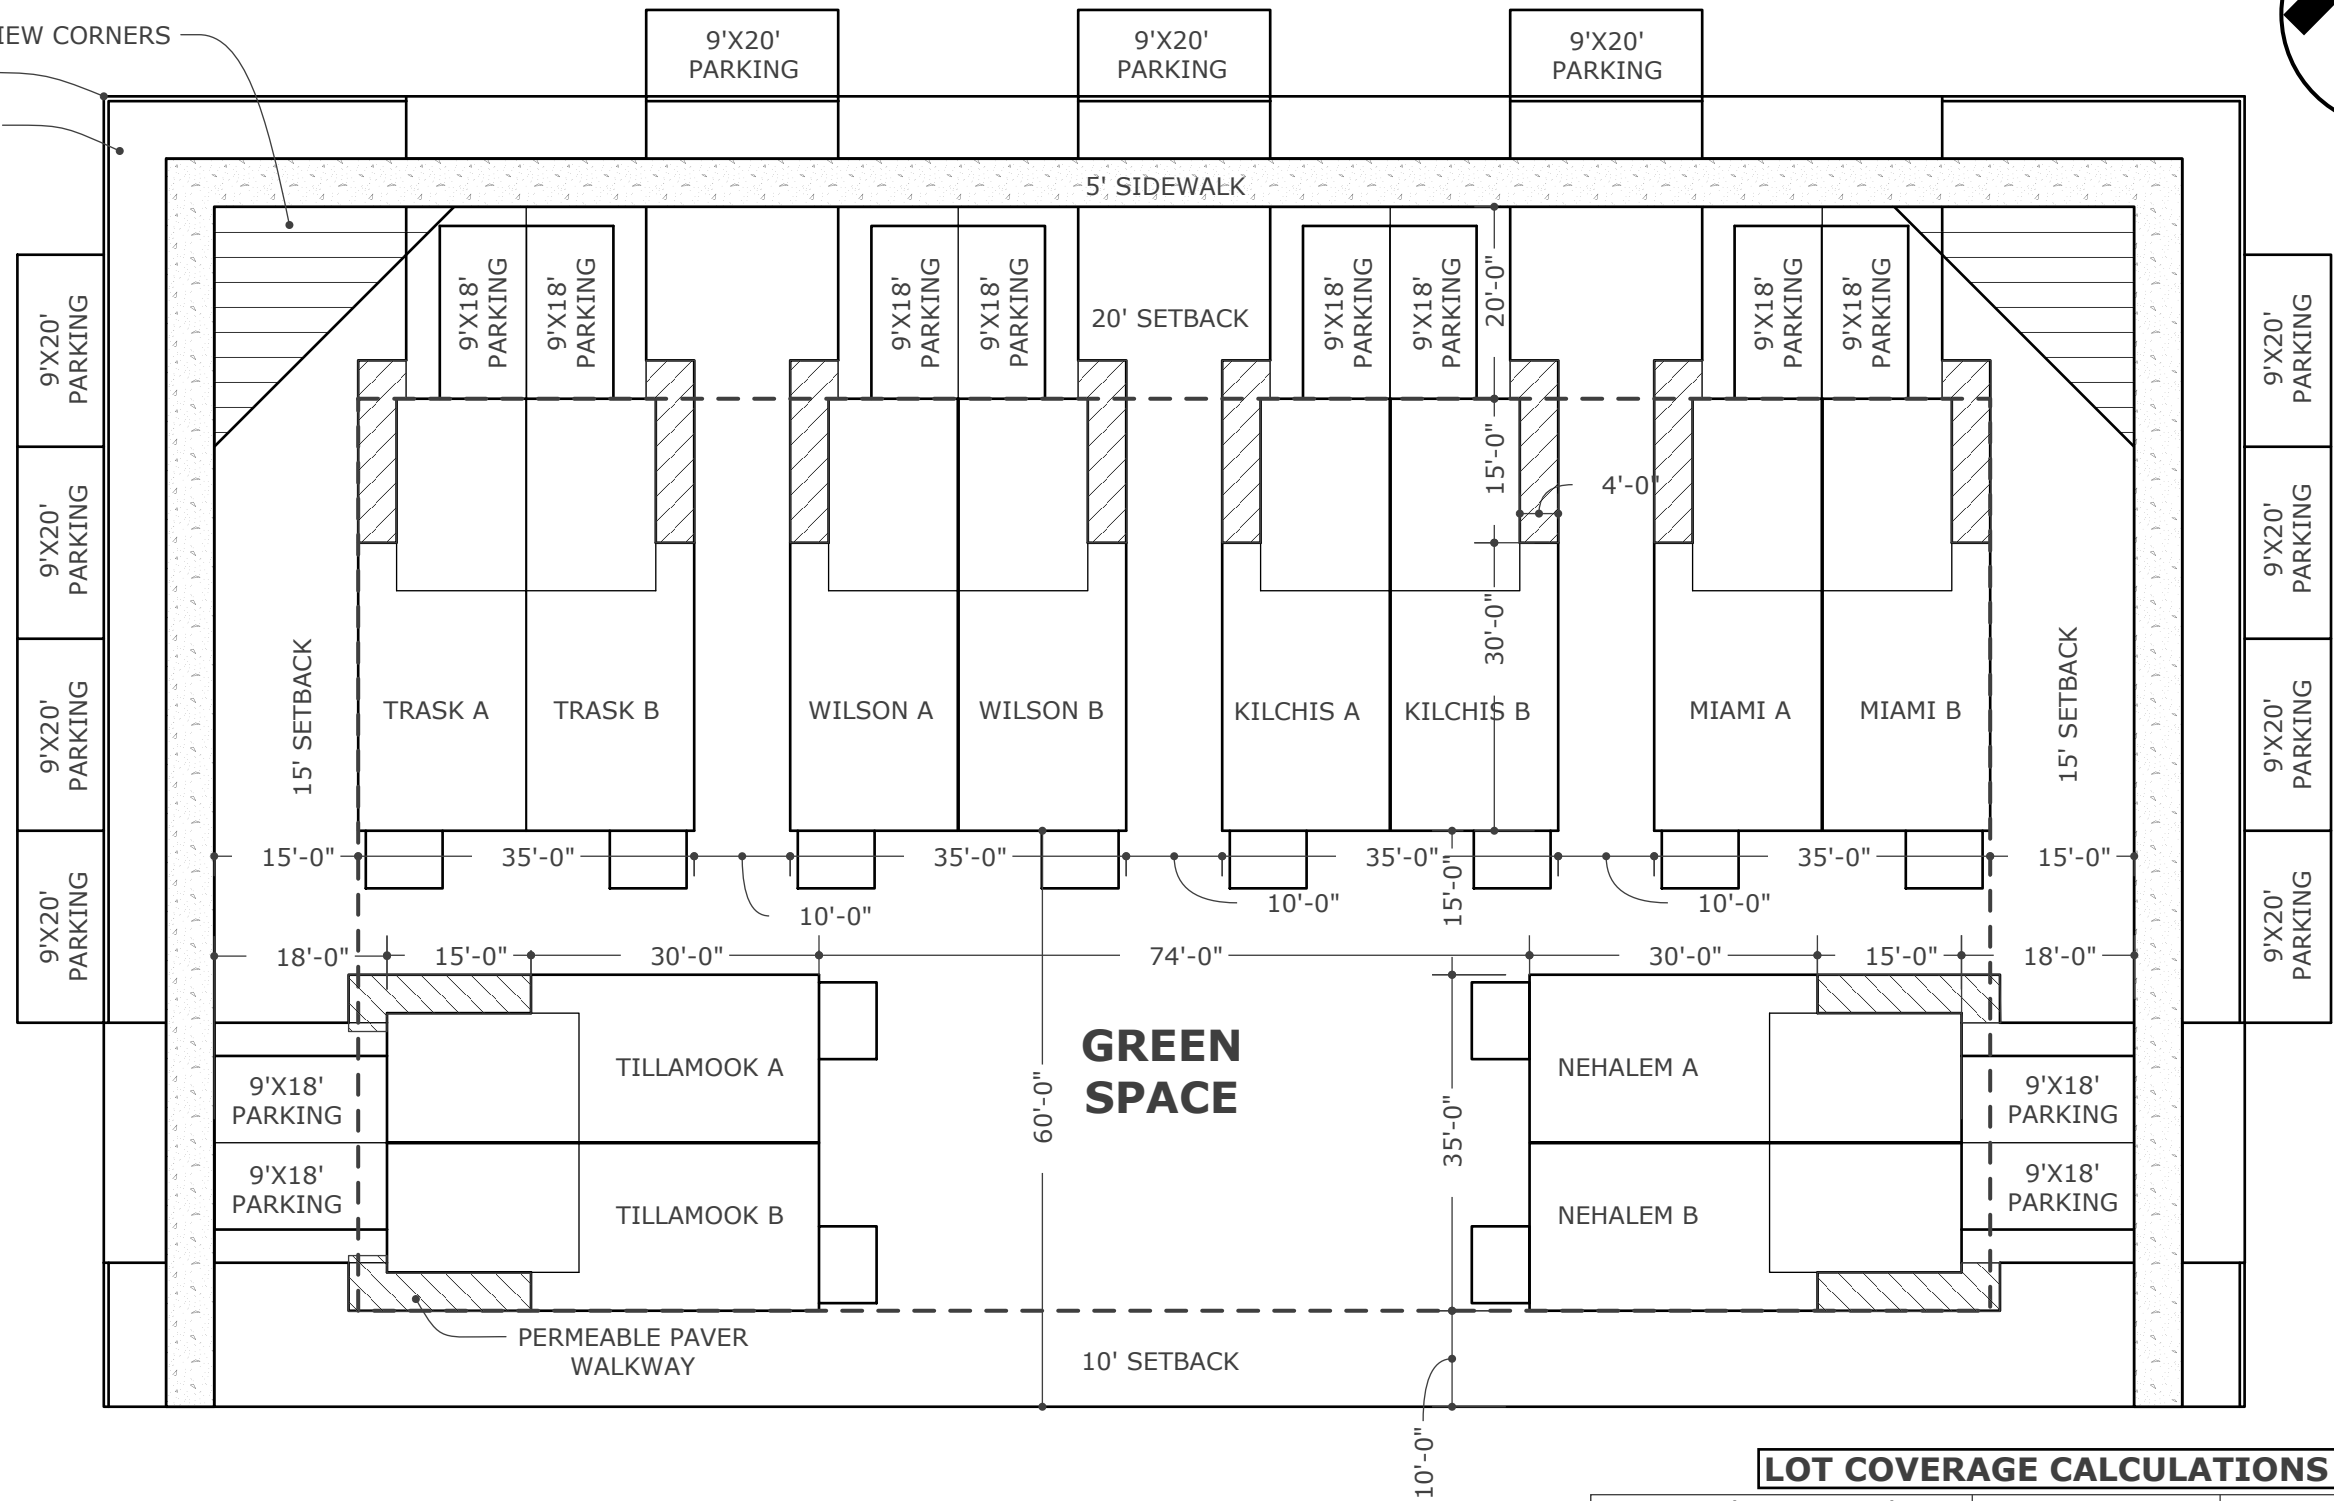 IEW CORNERS
9'X20'
PARKING
9'X20'
PARKING
9'X20'
PARKING
5' SIDEWALK
9'X18'
PARKING
9'X18'
PARKING
9'X18'
PARKING
9'X18'
PARKING
20' SETBACK
9'X18'
PARKING
9'X18'
PARKING
20'-0"
9'X18'
PARKING
9'X18'
PARKING
9'X20'
PARKING
9'X20'
PARKING
9'X20'
PARKING
9'X20'
PARKING
9'X20'
PARKING
9'X20'
PARKING
9'X20'
PARKING
9'X20'
PARKING
15'-0"
4'-0"
30'-0"
15' SETBACK
15' SETBACK
TRASK A
TRASK B
WILSON A
WILSON B
KILCHIS A
KILCHIS B
MIAMI A
MIAMI B
15'-0"
35'-0"
35'-0"
35'-0"
35'-0"
15'-0"
10'-0"
10'-0"
10'-0"
15'-0"
18'-0"
15'-0"
30'-0"
74'-0"
30'-0"
15'-0"
18'-0"
GREEN
SPACE
TILLAMOOK A
NEHALEM A
9'X18'
PARKING
9'X18'
PARKING
60'-0"
35'-0"
9'X18'
PARKING
9'X18'
PARKING
TILLAMOOK B
NEHALEM B
PERMEABLE PAVER
WALKWAY
10' SETBACK
10'-0"
LOT COVERAGE CALCULATIONS